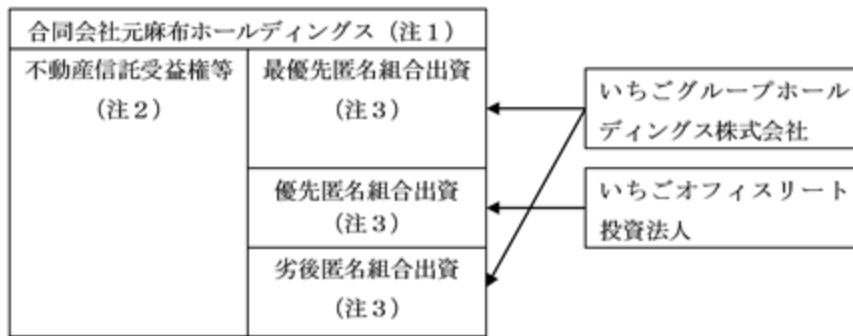 合同会社元麻布ホールディングス（注１）
不動産信託受益権等
（注２）
最優先匿名組合出資
（注３）
優先匿名組合出資
（注３）
劣後匿名組合出資
（注３）
いちごグループホール
ディングス株式会社
いちごオフィスリート
投資法人